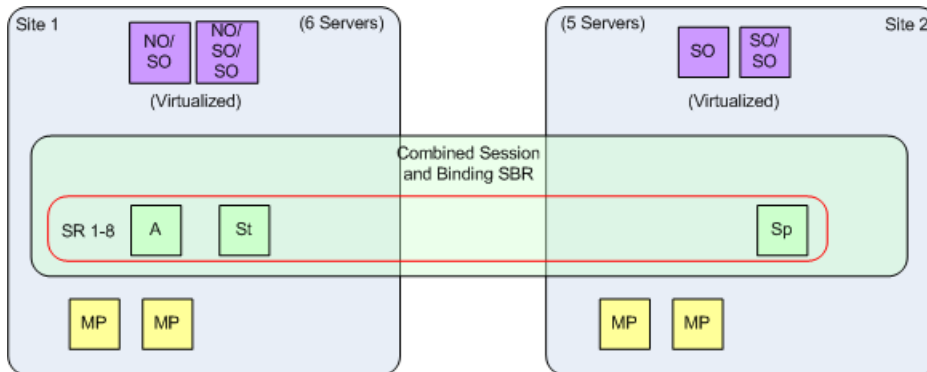 Site 1
(6 Servers)
NO/
SO
NO/
SO/
SO
(Virtualized)
(5 Servers)
Site 2
SO
SO/
SO
(Virtualized)
Combined Session
and Binding SBR
SR 1-8
A
St
Sp
MP
MP
MP
MP